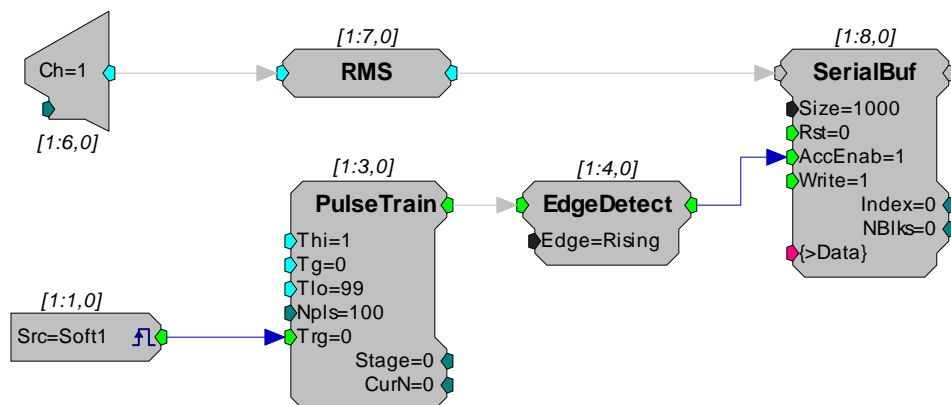 [1:7,0]
[1:8,0]
Ch=1
RMS
SerialBuf
[1:6,0]
Size=1000
Rst=0
AccEnab=1
Write=1
Index=0
NBlks=0
{>Data}
[1:3,0]
[1:4,0]
PulseTrain
EdgeDetect
Thi=1
Edge=Rising
Tg=0
Tlo=99
Npls=100
Trg=0
Stage=0
CurN=0
[1:1,0]
Src=Soft1